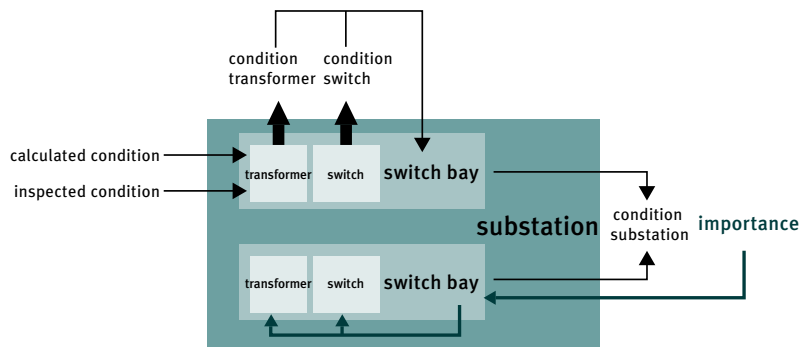 condition
transformer
condition
switch
calculated condition
inspected condition
transformer
switch
switch bay
substation
condition
substation
importance
transformer
switch
switch bay